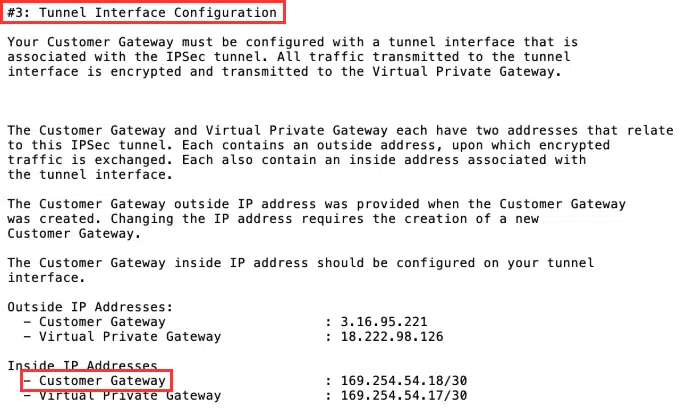 #3: Tunnel Interface Configuration
Your Customer Gateway must be configured with a tunnel interface that is
associated with the IPSec tunnel. All traffic transmitted to the tunnel
interface is encrypted and transmitted to the Virtual Private Gateway.
The Customer Gateway and Virtual Private Gateway each have two addresses that relate
to this IPSec tunnel. Each contains an outside address, upon which encrypted
traffic is exchanged. Each also contain an inside address associated with
the tunnel interface.
The Customer Gateway outside IP address was provided when the Customer Gateway
was created. Changing the IP address requires the creation of a new
Customer Gateway.
The Customer Gateway inside IP address should be configured on your tunnel
interface.
Outside IP Addresses:
- Customer Gateway : 3.16.95.221
- Virtual Private Gateway : 18.222.98.126
Inside IP Addresses
- Customer Gateway : 169.254.54.18/30
- Virtual Private Gateway : 169.254.54.17/30